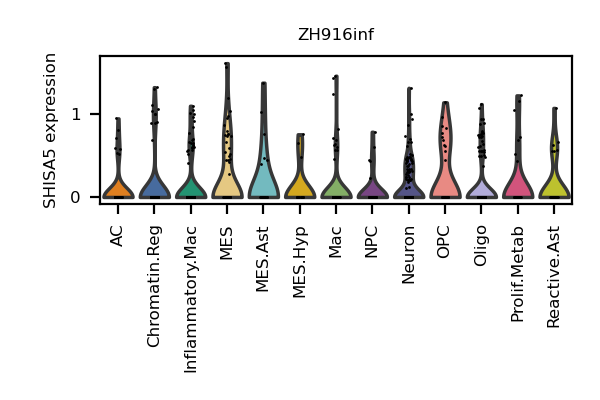 ZH916inf
SHISA5 expression
1
0
AC
Chromatin.Reg
Inflammatory.Mac
MES
MES.Ast
MES.Hyp
Mac
NPC
Neuron
OPC
Oligo
Prolif.Metab
Reactive.Ast